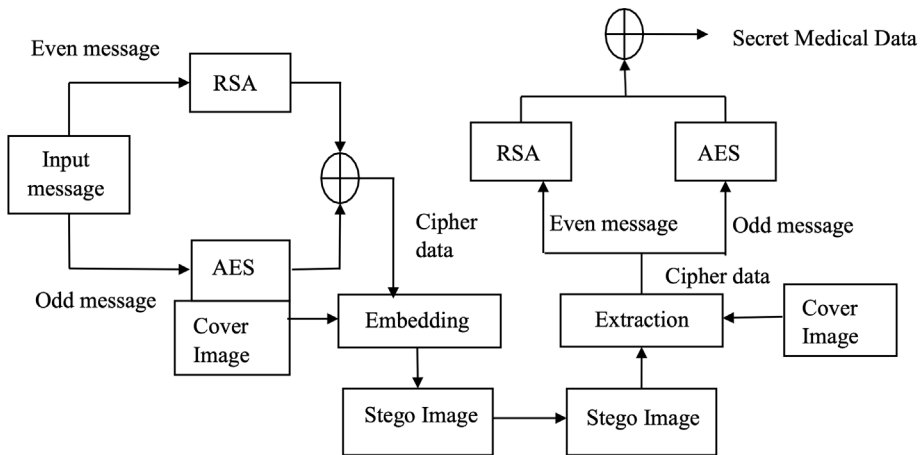 Even message
RSA
Input
message
AES
Odd message
Cover
Image
Cipher
data
Embedding
Stego Image
Secret Medical Data
RSA
AES
Even message
Odd message
Cipher data
Extraction
Cover
Image
Stego Image